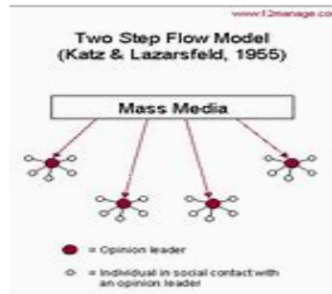 www.12manage.com
Two Step Flow Model
(Katz & Lazarsfeld, 1955)
Mass Media
= Opinion leader
= Individual in social contact with
an opinion leader